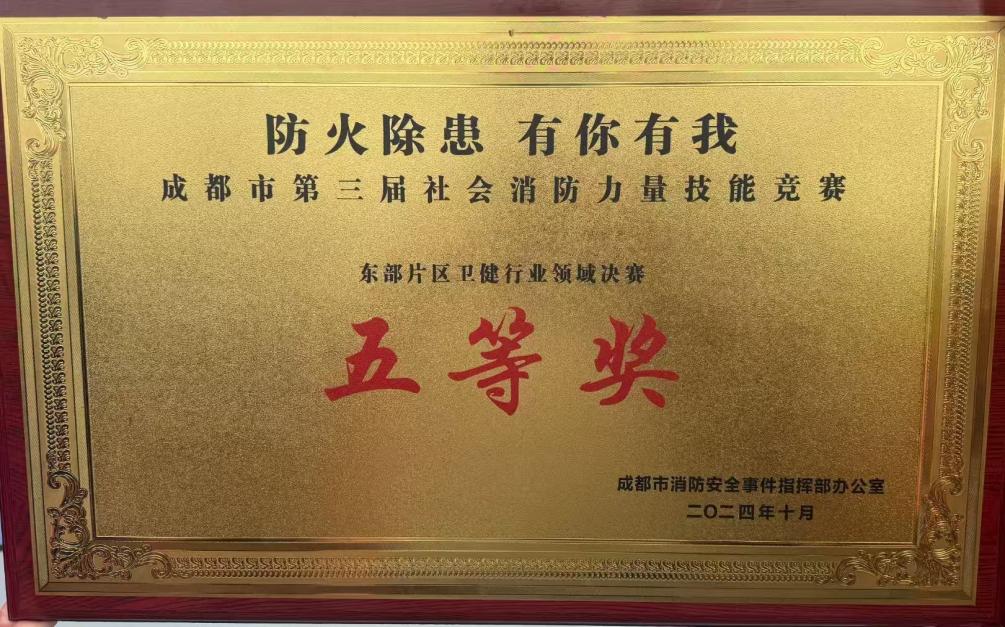 防火除患 有你有我
成都市第三届社会消防力量技能竞赛
东部片区卫健行业领域决赛
五等奖
成都市消防安全事件指挥部办公室
二〇二四年十月